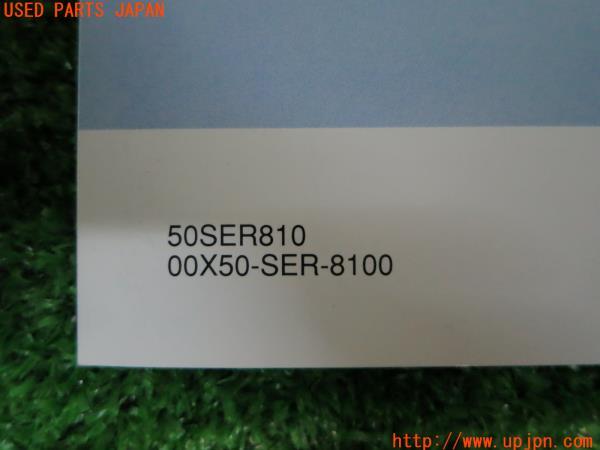 USED PARTS JAPAN
50SER810
00X50-SER-8100
http://www.upjpn.com